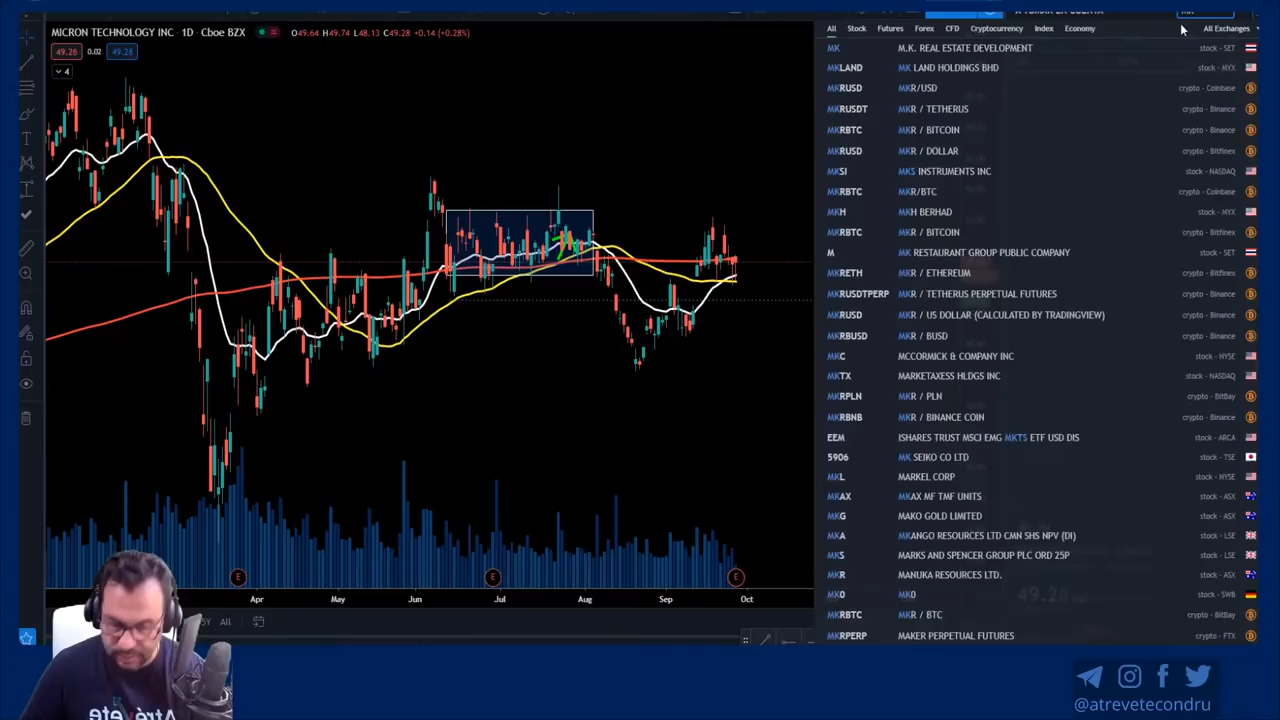 MICRON TECHNOLOGY INC · 1D · Cboe BZX
O49.64 H49.74 L48.13 C49.28 +0.14 (+0.28%)
49.26 0.02 49.28
4
All Stock Futures Forex CFD Cryptocurrency Index Economy All Exchanges
MK M.K. REAL ESTATE DEVELOPMENT stock - SET
MKLAND MK LAND HOLDINGS BHD stock - MYX
MKRUSD MKR/USD crypto - Coinbase
MKRUSDT MKR / TETHERUS crypto - Binance
MKRBTC MKR / BITCOIN crypto - Binance
MKRUSD MKR / DOLLAR crypto - Bitfinex
MKSI MKS INSTRUMENTS INC stock - NASDAQ
MKRBTC MKR/BTC crypto - Coinbase
MKH MKH BERHAD stock - MYX
MKRBTC MKR / BITCOIN crypto - Bitfinex
M MK RESTAURANT GROUP PUBLIC COMPANY stock - SET
MKRETH MKR / ETHEREUM crypto - Bitfinex
MKRUSDTPERP MKR / TETHERUS PERPETUAL FUTURES crypto - Binance
MKRUSD MKR / US DOLLAR (CALCULATED BY TRADINGVIEW) crypto - Binance
MKRBUSD MKR / BUSD crypto - Binance
MKC MCCORMICK & COMPANY INC stock - NYSE
MKTX MARKETAXESS HLDGS INC stock - NASDAQ
MKRPLN MKR / PLN crypto - BitBay
MKRBNB MKR / BINANCE COIN crypto - Binance
EEM ISHARES TRUST MSCI EMG MKTS ETF USD DIS stock - ARCA
5906 MK SEIKO CO LTD stock - TSE
MKL MARKEL CORP stock - NYSE
MKAX MKAX MF TMF UNITS stock - ASX
MKG MAKO GOLD LIMITED stock - ASX
MKA MKANGO RESOURCES LTD CMN SHS NPV (DI) stock - LSE
MKS MARKS AND SPENCER GROUP PLC ORD 25P stock - LSE
MKR MANUKA RESOURCES LTD. stock - ASX
MKO MKO stock - SWB
MKRBTC MKR / BTC crypto - BitBay
MKRPERP MAKER PERPETUAL FUTURES crypto - FTX
49.28
E E E
Apr May Jun Jul Aug Sep Oct
5Y All
Atrévete
@atrevetecondru